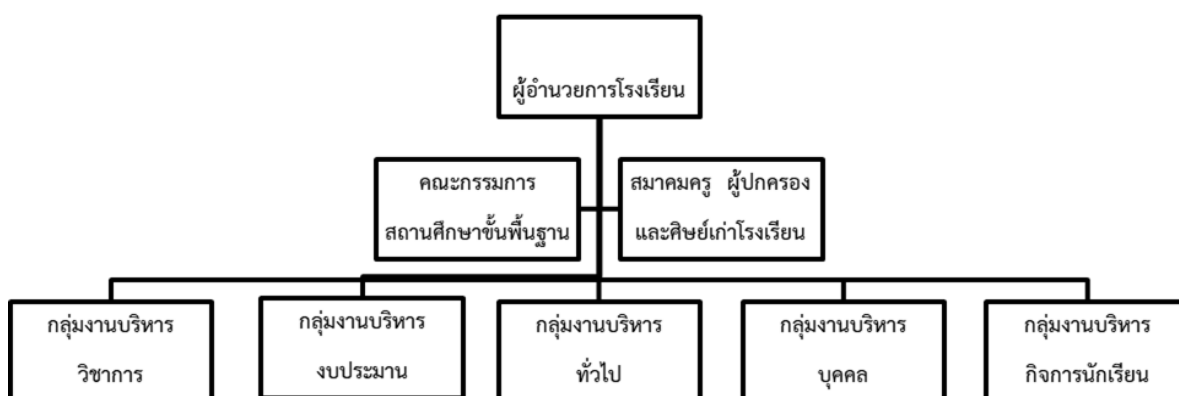 ผู้อำนวยการโรงเรียน
คณะกรรมการ
สถานศึกษาขั้นพื้นฐาน
สมาคมครู ผู้ปกครอง
และศิษย์เก่าโรงเรียน
กลุ่มงานบริหาร
วิชาการ
กลุ่มงานบริหาร
งบประมาน
กลุ่มงานบริหาร
ทั่วไป
กลุ่มงานบริหาร
บุคคล
กลุ่มงานบริหาร
กิจการนักเรียน